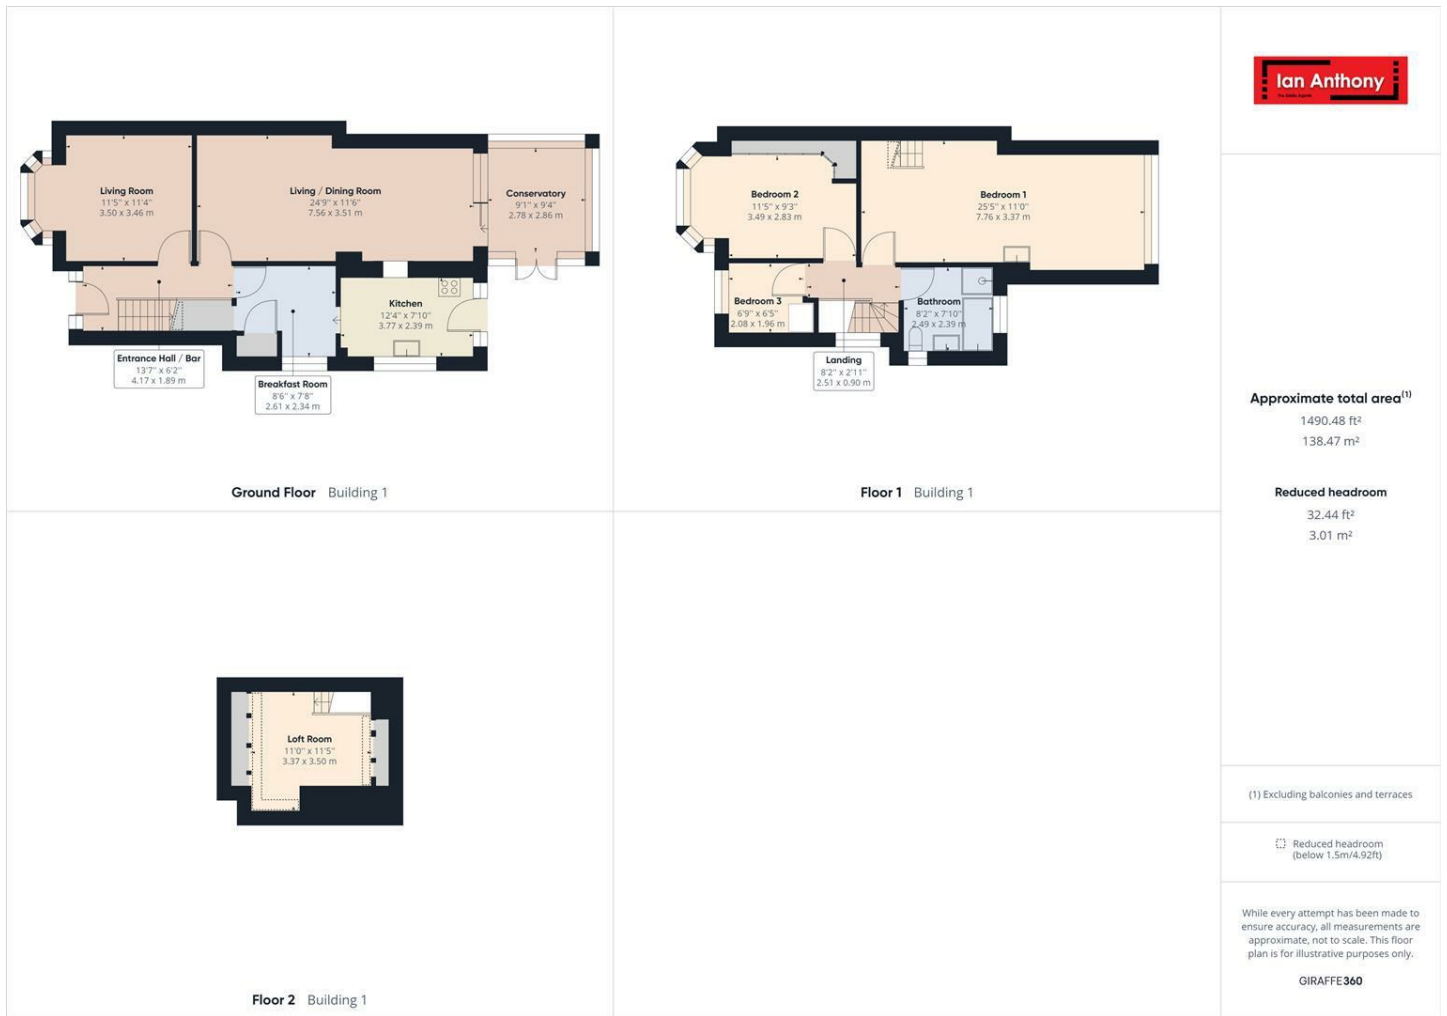 Living Room
11'5" x 11'4"
3.50 x 3.46 m
Living / Dining Room
24'9" x 11'6"
7.56 x 3.51 m
Conservatory
9'1" x 9'4"
2.78 x 2.86 m
Kitchen
12'4" x 7'10"
3.77 x 2.39 m
Entrance Hall / Bar
13'7" x 6'2"
4.17 x 1.89 m
Breakfast Room
8'6" x 7'8"
2.61 x 2.34 m
Ground Floor Building 1
Bedroom 2
11'5" x 9'3"
3.49 x 2.83 m
Bedroom 1
25'5" x 11'0"
7.76 x 3.37 m
Bedroom 3
6'9" x 6'5"
2.08 x 1.96 m
Bathroom
8'2" x 7'10"
2.49 x 2.39 m
Landing
8'2" x 2'11"
2.51 x 0.90 m
Floor 1 Building 1
Loft Room
11'0" x 11'5"
3.37 x 3.50 m
Floor 2 Building 1
Ian Anthony
Approximate total area(1)
1490.48 ft²
138.47 m²
Reduced headroom
32.44 ft²
3.01 m²
(1) Excluding balconies and terraces
Reduced headroom
(below 1.5m/4.92ft)
While every attempt has been made to
ensure accuracy, all measurements are
approximate, not to scale. This floor
plan is for illustrative purposes only.
GIRAFFE360